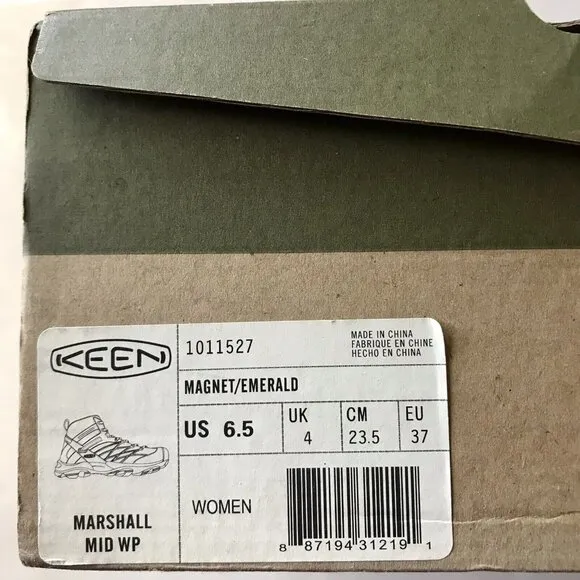 KEEN
1011527
MADE IN CHINA
FABRIQUE EN CHINE
HECHO EN CHINA
MAGNET/EMERALD
US 6.5
UK
4
CM
23.5
EU
37
MARSHALL
MID WP
WOMEN
8 87194 31219 1